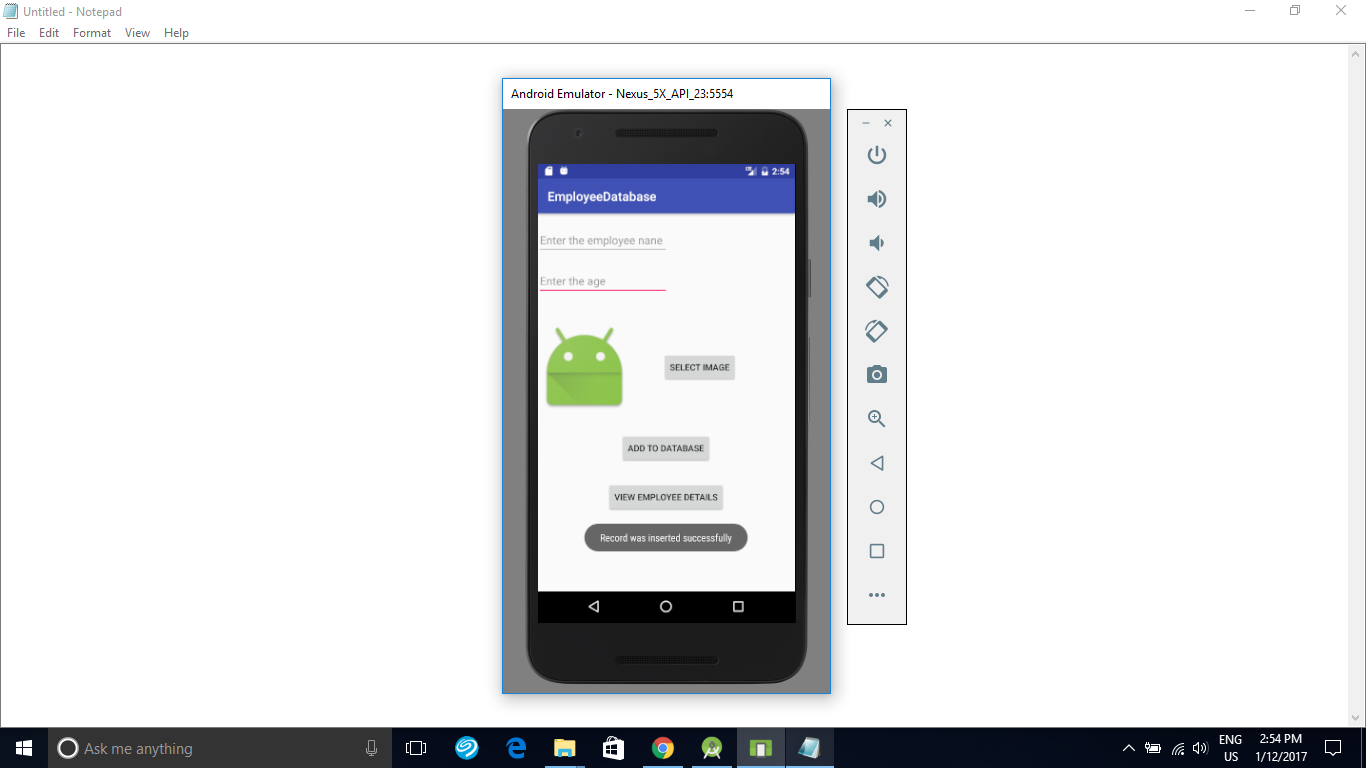 Untitled - Notepad
File Edit Format View Help
Android Emulator - Nexus_5X_API_23:5554
2:54
EmployeeDatabase
Enter the employee nane
Enter the age
SELECT IMAGE
ADD TO DATABASE
VIEW EMPLOYEE DETAILS
Record was inserted successfully
Ask me anything
ENG
US
2:54 PM
1/12/2017